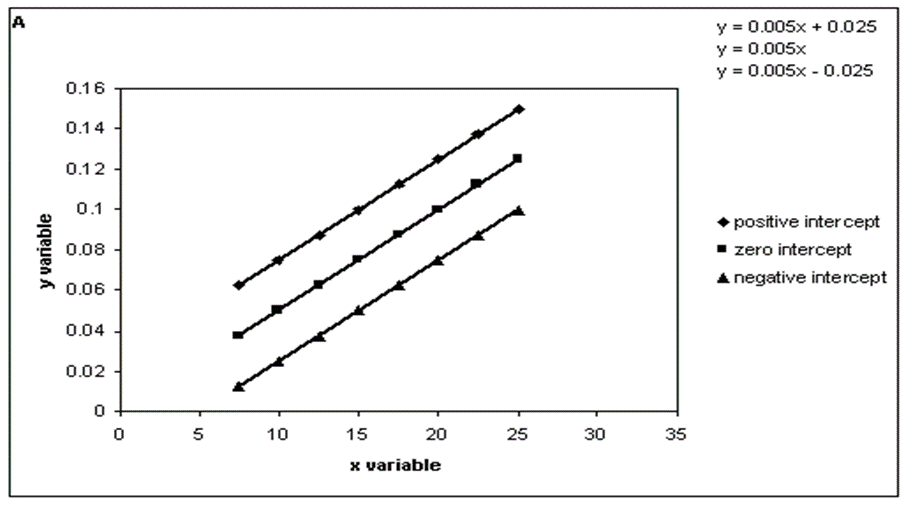 A
y = 0.005x + 0.025
y = 0.005x
y = 0.005x - 0.025
0.16
0.14
0.12
0.1
0.08
0.06
0.04
0.02
0
y variable
0 5 10 15 20 25 30 35
x variable
positive intercept
zero intercept
negative intercept